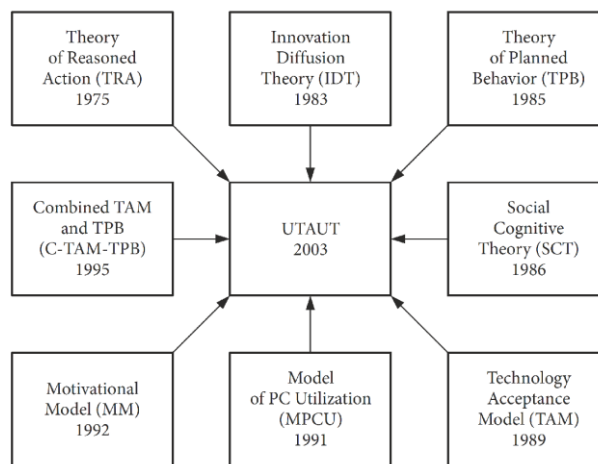 Theory
of Reasoned
Action (TRA)
1975
Innovation
Diffusion
Theory (IDT)
1983
Theory
of Planned
Behavior (TPB)
1985
Combined TAM
and TPB
(C-TAM-TPB)
1995
UTAUT
2003
Social
Cognitive
Theory (SCT)
1986
Motivational
Model (MM)
1992
Model
of PC Utilization
(MPCU)
1991
Technology
Acceptance
Model (TAM)
1989